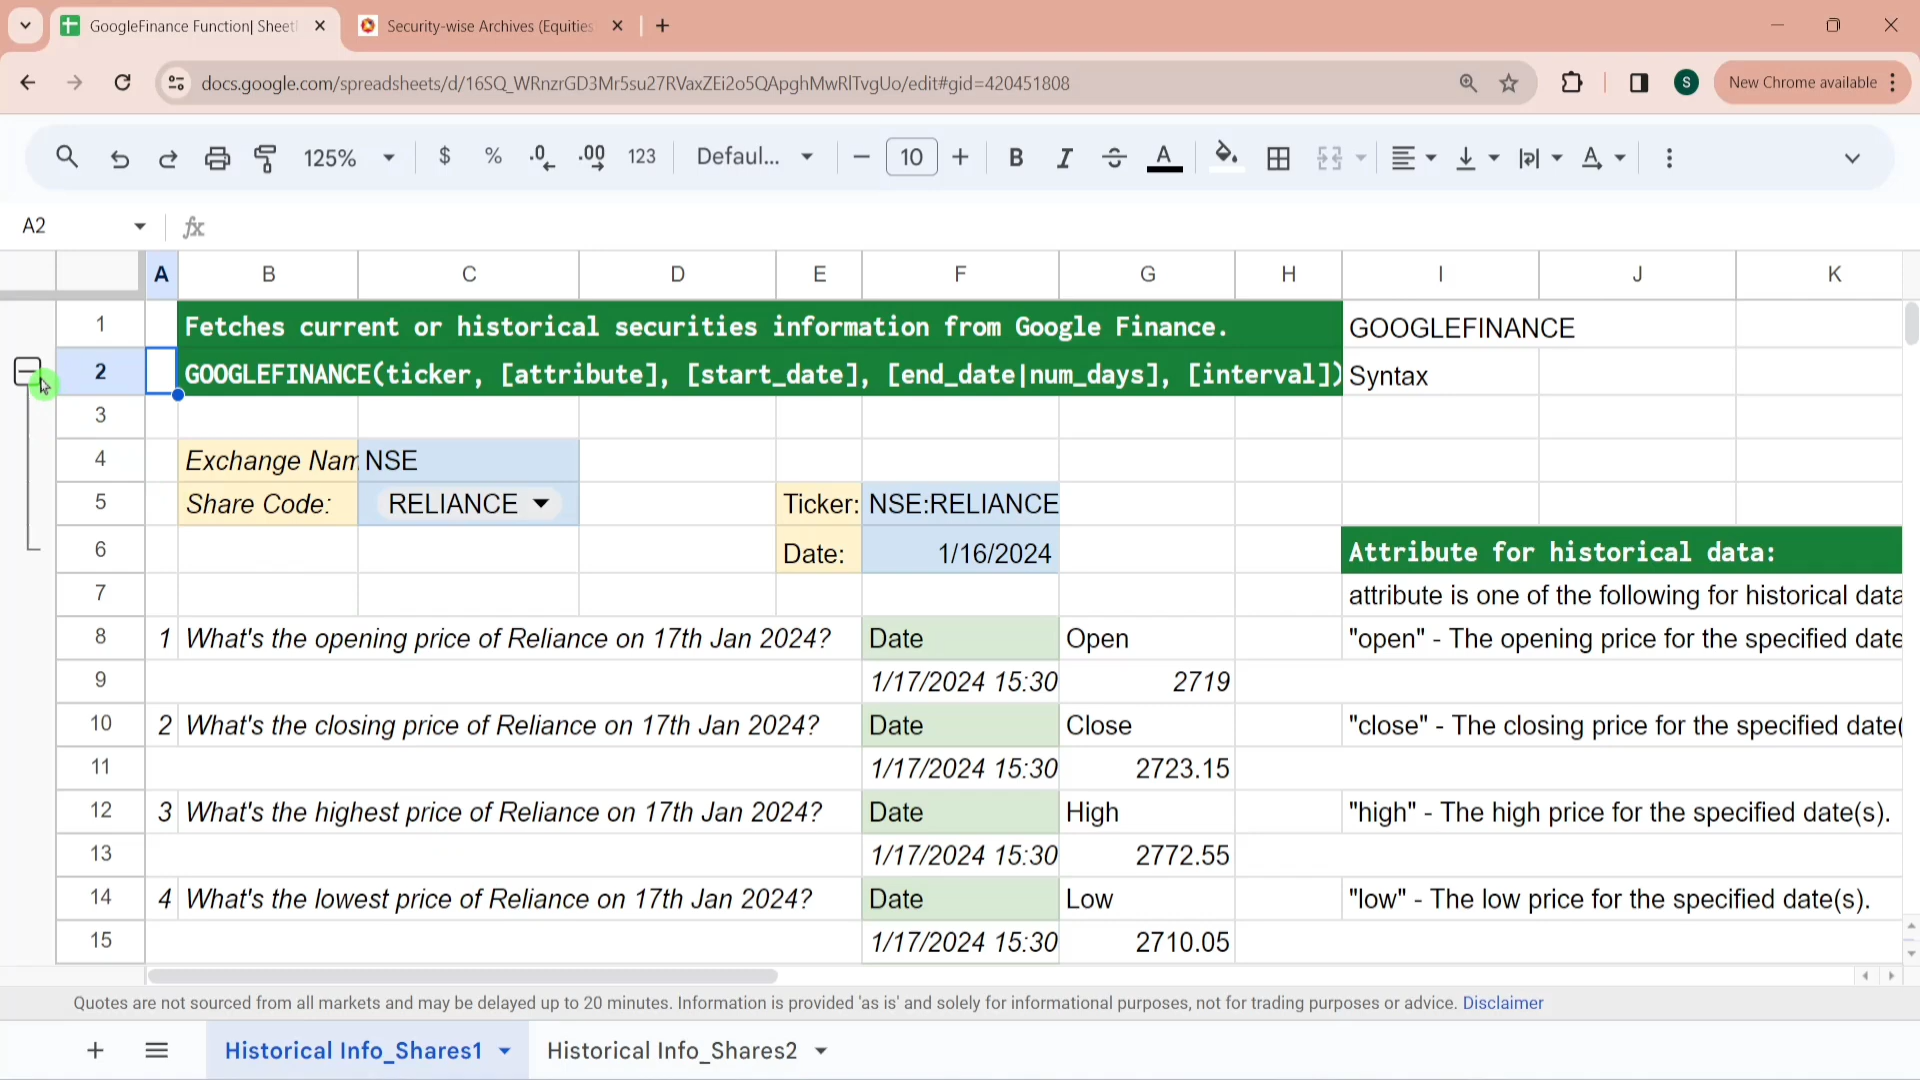 GoogleFinance Function| Sheet
Security-wise Archives (Equities
docs.google.com/spreadsheets/d/16SQ_WRnzrGD3Mr5su27RVaxZEi2o5QApghMwRlTvgUo/edit#gid=420451808
S
New Chrome available
125%
$
%
.0
.00
123
Defaul...
10
B
I
A
A2
fx
A B C D E F G H I J K
1 Fetches current or historical securities information from Google Finance. GOOGLEFINANCE
2 GOOGLEFINANCE(ticker, [attribute], [start_date], [end_date|num_days], [interval]) Syntax
3
4 Exchange Nam NSE
5 Share Code: RELIANCE Ticker: NSE:RELIANCE
6 Date: 1/16/2024 Attribute for historical data:
7 attribute is one of the following for historical data
8 1 What's the opening price of Reliance on 17th Jan 2024? Date Open "open" - The opening price for the specified date
9 1/17/2024 15:30 2719
10 2 What's the closing price of Reliance on 17th Jan 2024? Date Close "close" - The closing price for the specified date(
11 1/17/2024 15:30 2723.15
12 3 What's the highest price of Reliance on 17th Jan 2024? Date High "high" - The high price for the specified date(s).
13 1/17/2024 15:30 2772.55
14 4 What's the lowest price of Reliance on 17th Jan 2024? Date Low "low" - The low price for the specified date(s).
15 1/17/2024 15:30 2710.05
Quotes are not sourced from all markets and may be delayed up to 20 minutes. Information is provided 'as is' and solely for informational purposes, not for trading purposes or advice. Disclaimer
Historical Info_Shares1
Historical Info_Shares2